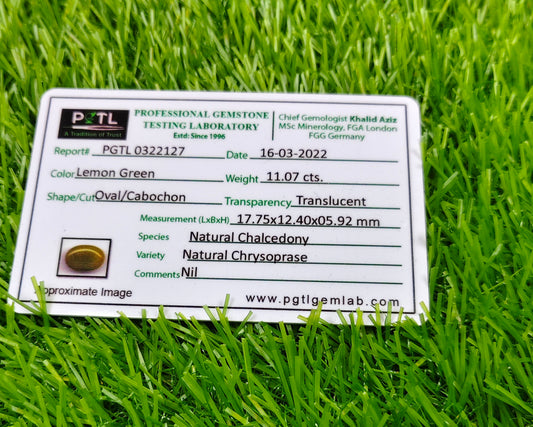 PGTL
A Tradition of Trust
PROFESSIONAL GEMSTONE
TESTING LABORATORY
Estd: Since 1996
Chief Gemologist Khalid Aziz
MSc Minerology, FGA London
FGG Germany
Report# PGTL 0322127 Date 16-03-2022
Color Lemon Green Weight 11.07 cts.
Shape/Cut Oval/Cabochon Transparency Translucent
Measurement (LxBxH) 17.75x12.40x05.92 mm
Species Natural Chalcedony
Variety Natural Chrysoprase
Comments Nil
Approximate Image
www.pgtlgemlab.com